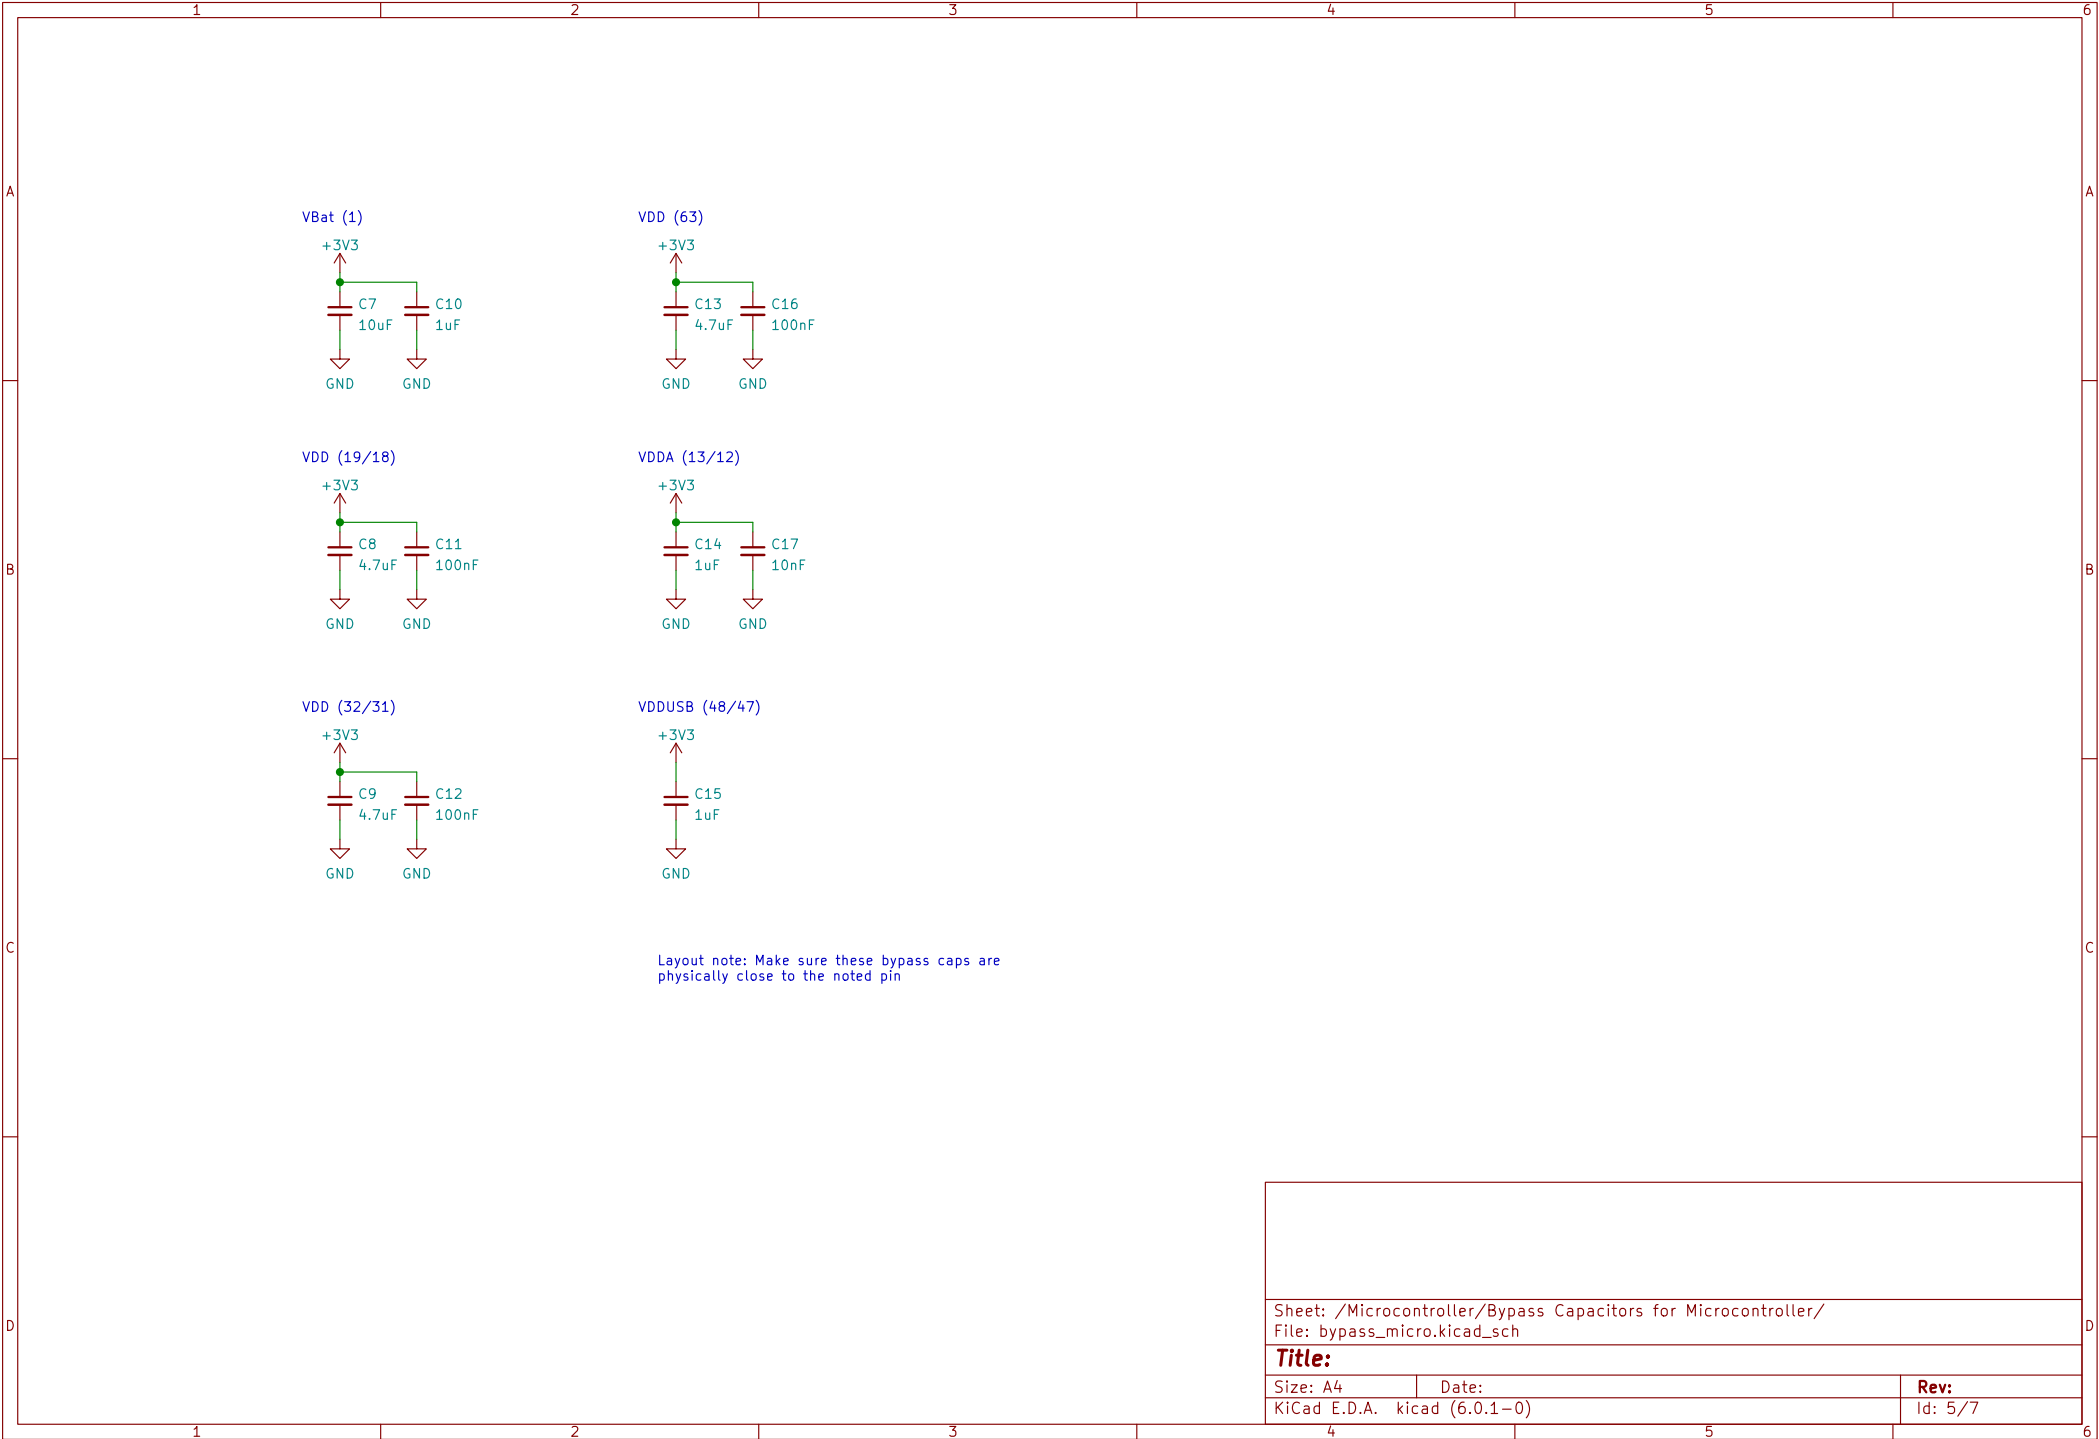 1 2 3 4 5 6
A A
VBat (1)
+3V3
C7
10uF
C10
1uF
GND GND
VDD (63)
+3V3
C13
4.7uF
C16
100nF
GND GND
VDD (19/18)
+3V3
C8
4.7uF
C11
100nF
GND GND
VDDA (13/12)
+3V3
C14
1uF
C17
10nF
GND GND
B B
VDD (32/31)
+3V3
C9
4.7uF
C12
100nF
GND GND
VDDUSB (48/47)
+3V3
C15
1uF
GND
C C
Layout note: Make sure these bypass caps are
physically close to the noted pin
D D
Sheet: /Microcontroller/Bypass Capacitors for Microcontroller/
File: bypass_micro.kicad_sch
Title:
Size: A4 Date: Rev:
KiCad E.D.A. kicad (6.0.1-0) Id: 5/7
1 2 3 4 5 6